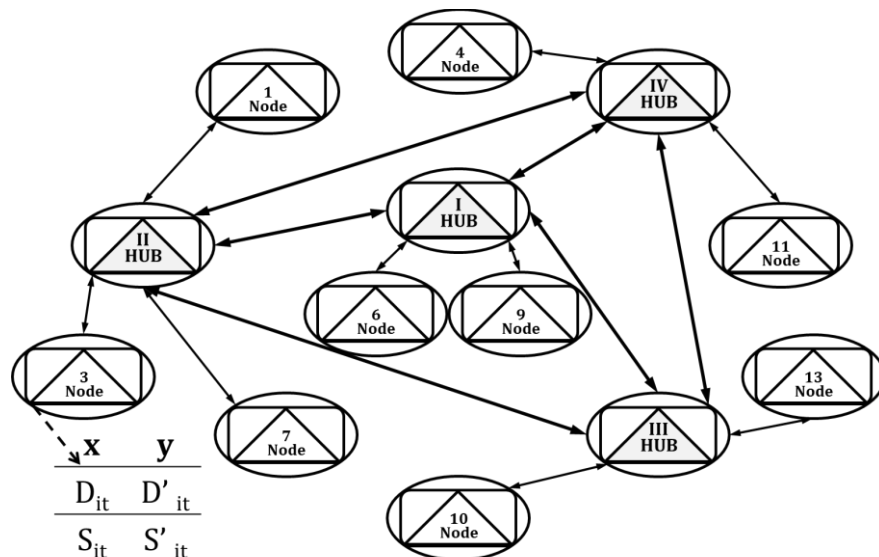 4
Node
IV
HUB
1
Node
I
HUB
II
HUB
11
Node
6
Node
9
Node
3
Node
13
Node
7
Node
III
HUB
10
Node
x y
D_it D'_it
S_it S'_it